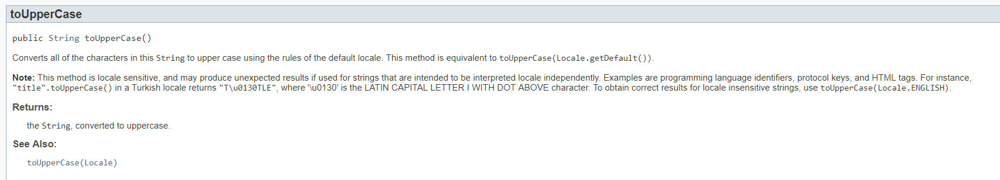 toUpperCase
public String toUpperCase()
Converts all of the characters in this String to upper case using the rules of the default locale. This method is equivalent to toUpperCase(Locale.getDefault()).
Note: This method is locale sensitive, and may produce unexpected results if used for strings that are intended to be interpreted locale independently. Examples are programming language identifiers, protocol keys, and HTML tags. For instance,
"title".toUpperCase() in a Turkish locale returns "T\u0130TLE", where '\u0130' is the LATIN CAPITAL LETTER I WITH DOT ABOVE character. To obtain correct results for locale insensitive strings, use toUpperCase(Locale.ENGLISH).
Returns:
the String, converted to uppercase.
See Also:
toUpperCase(Locale)